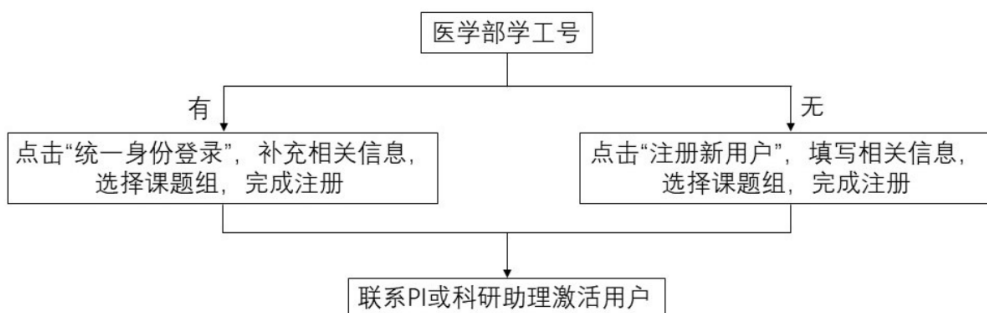 医学部学工号
有
无
点击“统一身份登录”，补充相关信息，
选择课题组，完成注册
点击“注册新用户”，填写相关信息，
选择课题组，完成注册
联系PI或科研助理激活用户